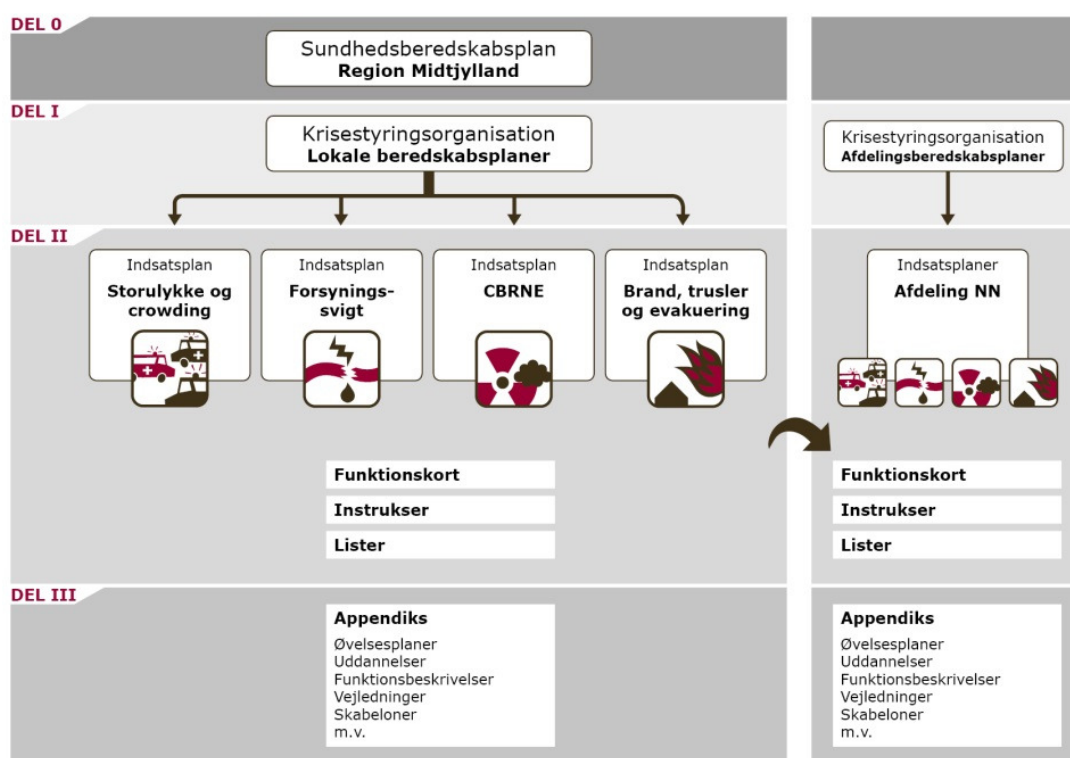 DEL 0
Sundhedsberedskabsplan
Region Midtjylland
DEL I
Krisestyringsorganisation
Lokale beredskabsplaner
Krisestyringsorganisation
Afdelingsberedskabsplaner
DEL II
Indsatsplan
Storulykke og
crowding
Indsatsplan
Forsynings-
svigt
Indsatsplan
CBRNE
Indsatsplan
Brand, trusler
og evakuering
Indsatsplaner
Afdeling NN
Funktionskort
Instrukser
Lister
Funktionskort
Instrukser
Lister
DEL III
Appendiks
Øvelsesplaner
Uddannelser
Funktionsbeskrivelser
Vejledninger
Skabeloner
m.v.
Appendiks
Øvelsesplaner
Uddannelser
Funktionsbeskrivelser
Vejledninger
Skabeloner
m.v.